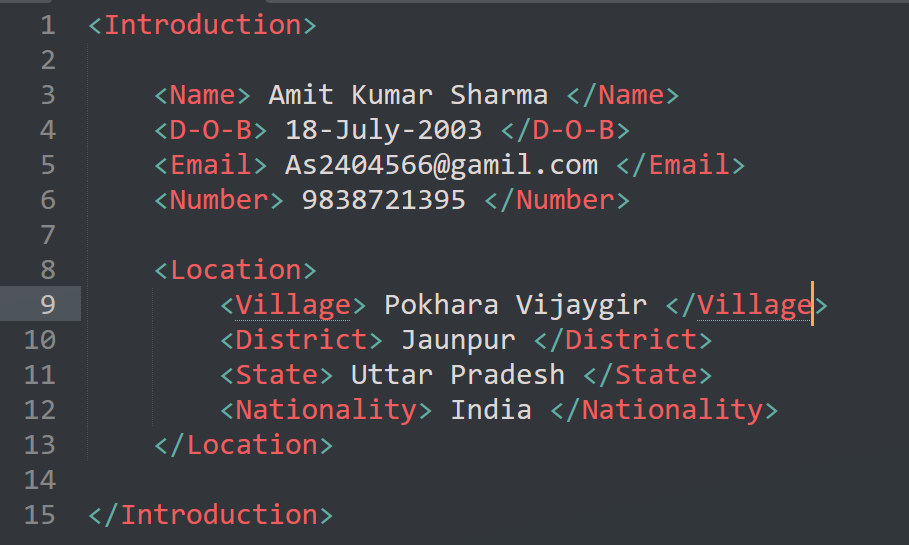 1 <Introduction>
2
3 <Name> Amit Kumar Sharma </Name>
4 <D-O-B> 18-July-2003 </D-O-B>
5 <Email> As2404566@gamil.com </Email>
6 <Number> 9838721395 </Number>
7
8 <Location>
9 <Village> Pokhara Vijaygir </Village>
10 <District> Jaunpur </District>
11 <State> Uttar Pradesh </State>
12 <Nationality> India </Nationality>
13 </Location>
14
15 </Introduction>